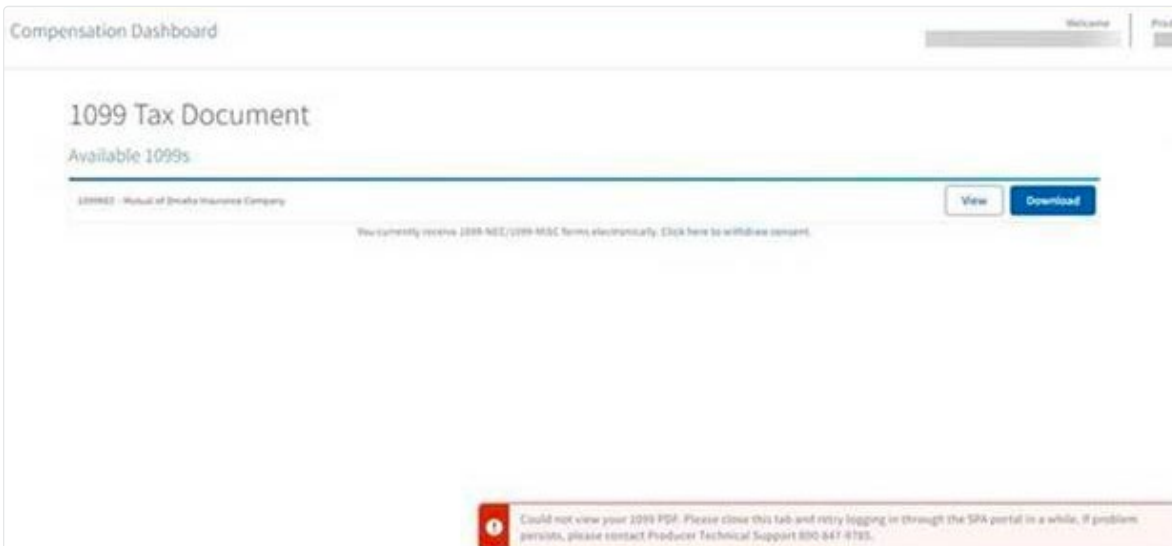 Compensation Dashboard
Welcome
1099 Tax Document
Available 1099s
1099NEC - Mutual of Omaha Insurance Company
View
Download
You currently receive 1099-NEC/1099-MISC forms electronically. Click here to withdraw consent.
Could not view your 1099 PDF. Please close this tab and retry logging in through the SPA portal in a while, If problem
persists, please contact Producer Technical Support 800-847-9785.